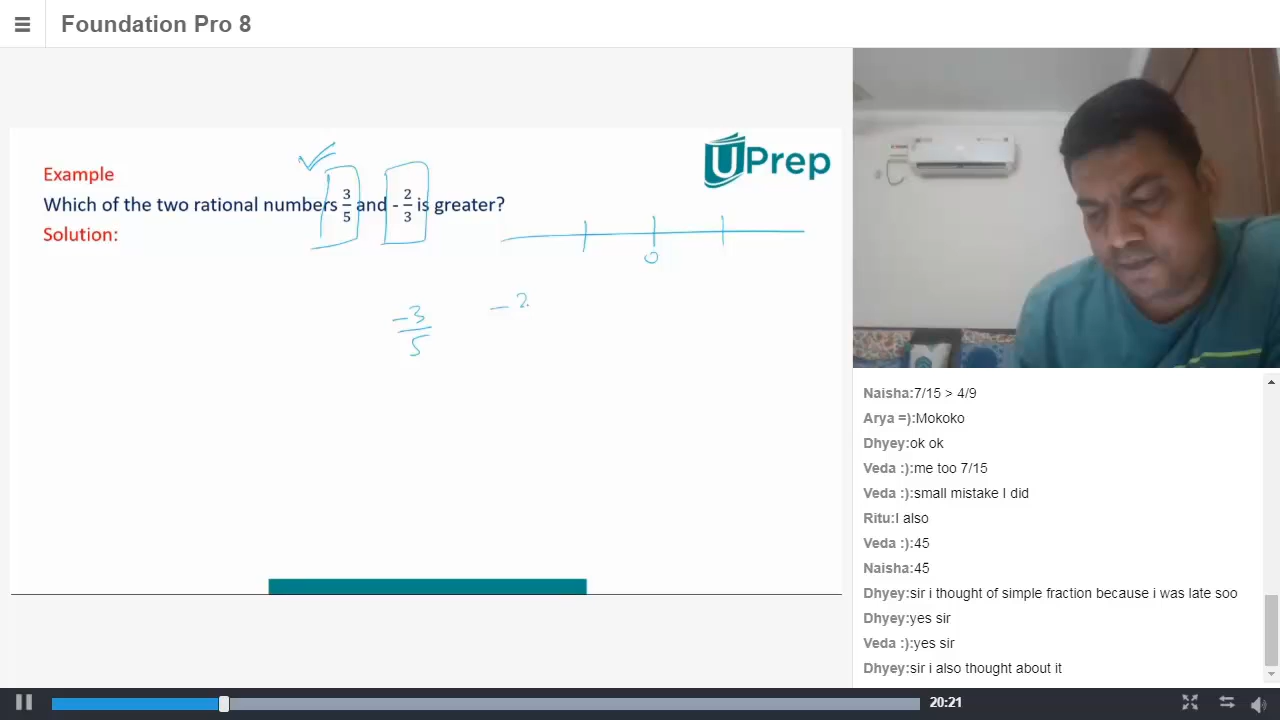 Foundation Pro 8
UPrep
Example
Which of the two rational numbers 3/5 and - 2/3 is greater?
Solution:
0
-3/5
-2
Naisha:7/15 > 4/9
Arya =):Mokoko
Dhyey:ok ok
Veda :):me too 7/15
Veda :):small mistake I did
Ritu:I also
Veda :):45
Naisha:45
Dhyey:sir i thought of simple fraction because i was late soo
Dhyey:yes sir
Veda :):yes sir
Dhyey:sir i also thought about it
20:21